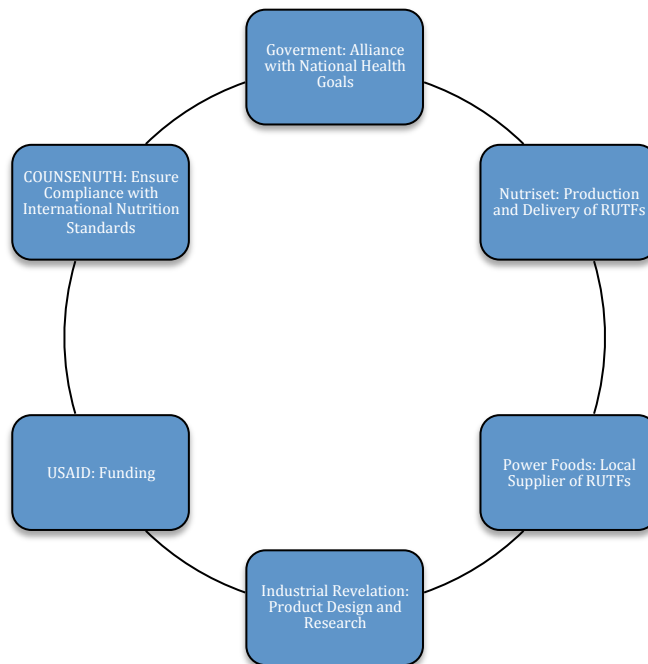 Goverment: Alliance
with National Health
Goals
COUNSENUTH: Ensure
Compliance with
International Nutrition
Standards
Nutriset: Production
and Delivery of RUTFs
USAID: Funding
Power Foods: Local
Supplier of RUTFs
Industrial Revelation:
Product Design and
Research